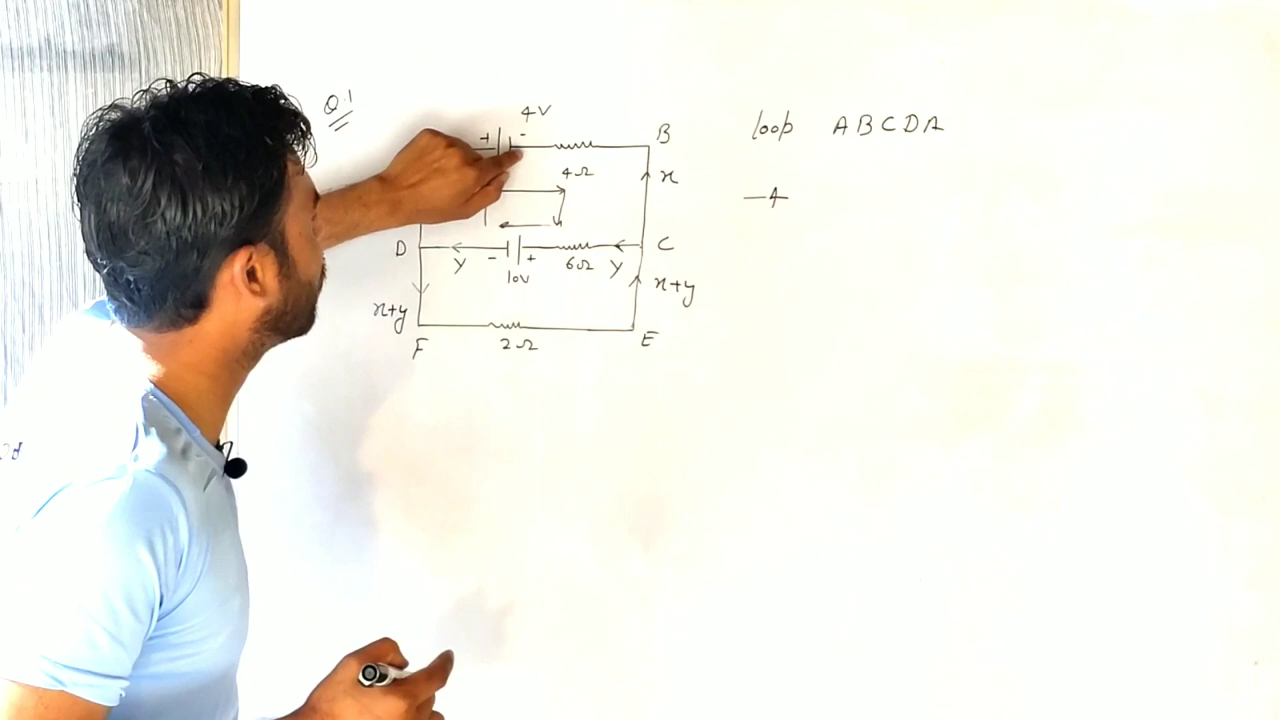 Q.1
4V
+ -
B
4Ω
x
D
C
y
- +
10V
6Ω
y
x+y
x+y
F
2Ω
E
loop ABCDA
-4